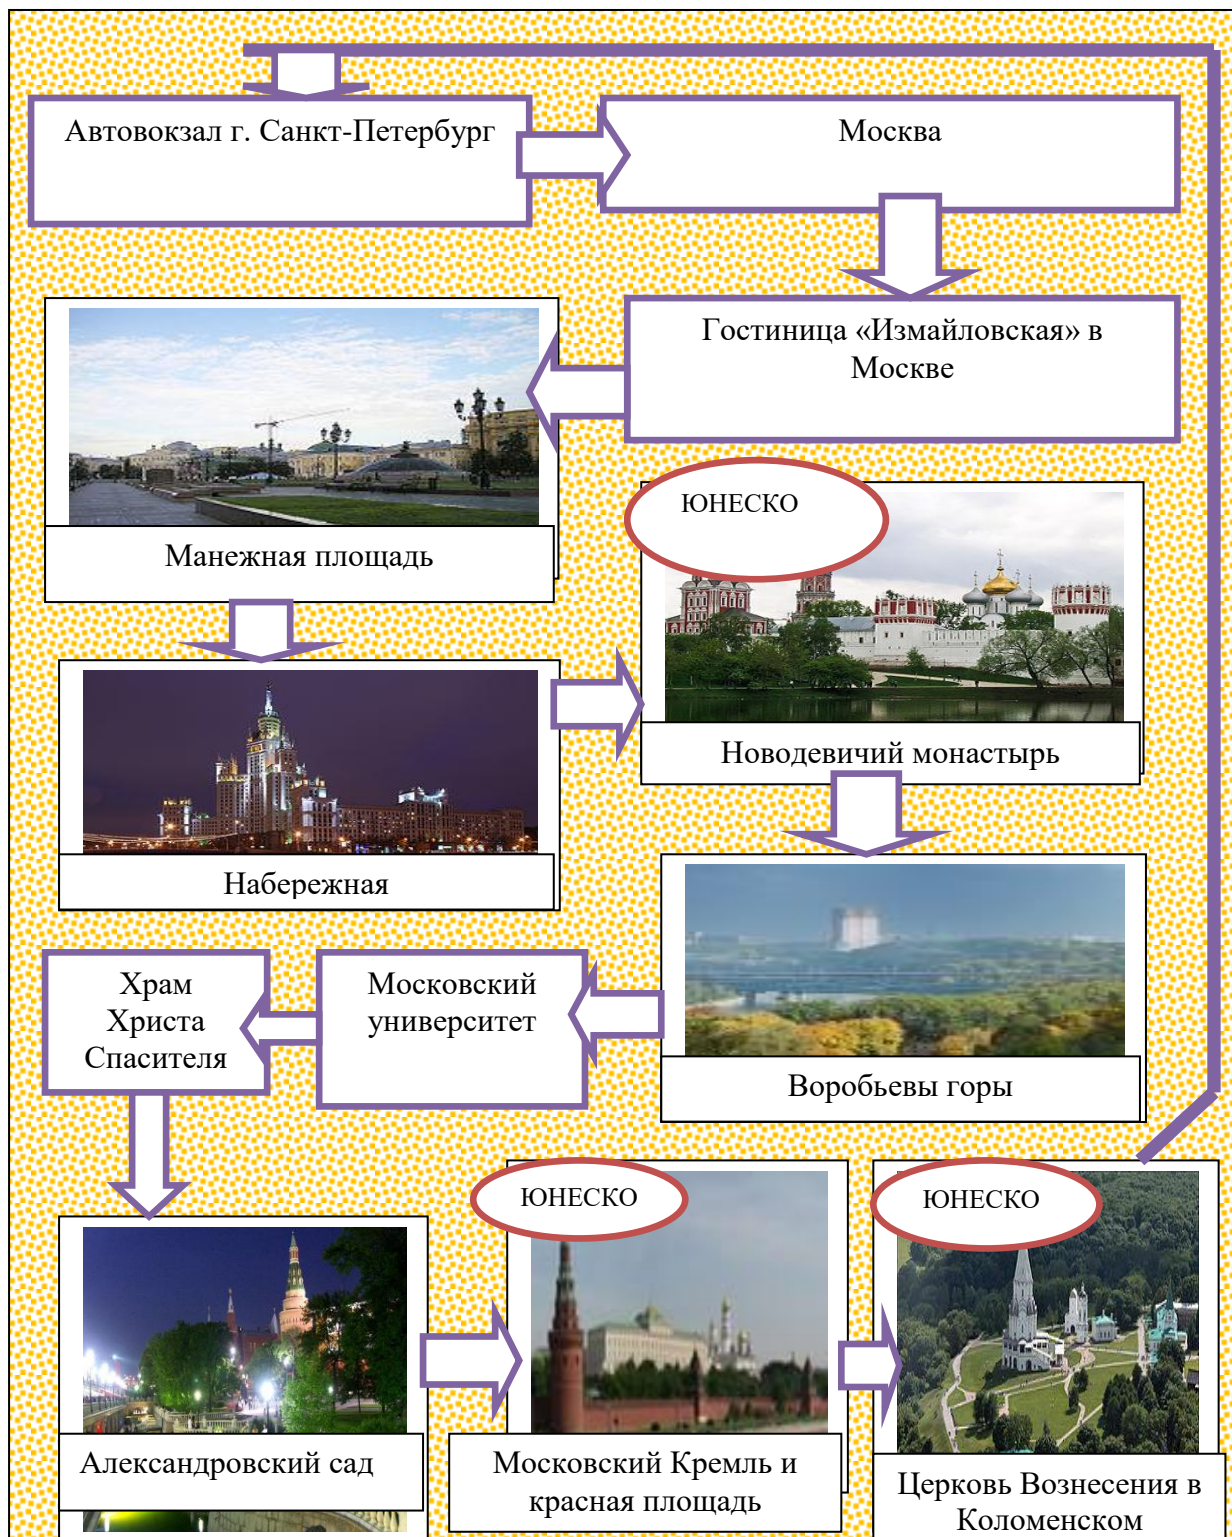 Автовокзал г. Санкт-Петербург
Москва
Гостиница «Измайловская» в
Москве
Манежная площадь
ЮНЕСКО
Новодевичий монастырь
Набережная
Воробьевы горы
Московский
университет
Храм
Христа
Спасителя
Александровский сад
ЮНЕСКО
Московский Кремль и
красная площадь
ЮНЕСКО
Церковь Вознесения в
Коломенском